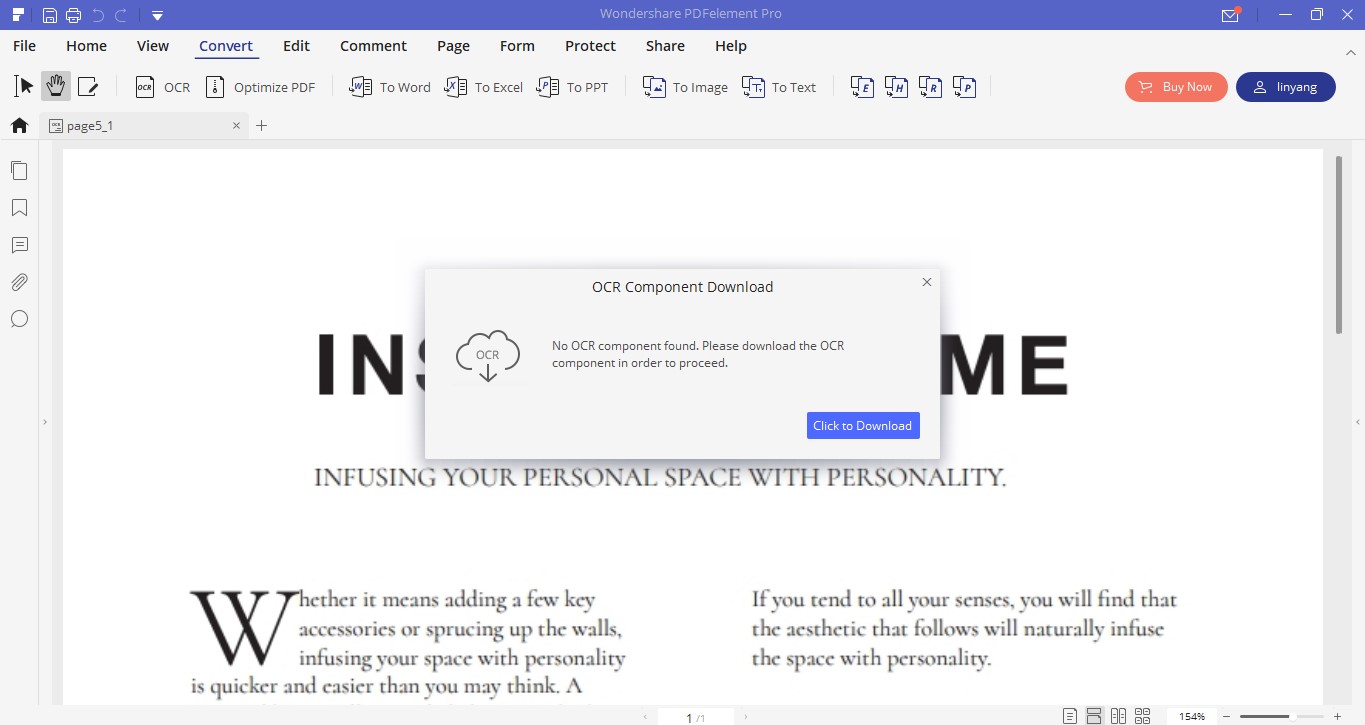 Wondershare PDFelement Pro
File Home View Convert Edit Comment Page Form Protect Share Help
OCR OCR Optimize PDF W To Word X To Excel P To PPT To Image T To Text E H R P Buy Now linyang
page5_1
OCR Component Download
OCR
No OCR component found. Please download the OCR
component in order to proceed.
Click to Download
IN ME
INFUSING YOUR PERSONAL SPACE WITH PERSONALITY.
Whether it means adding a few key
accessories or sprucing up the walls,
infusing your space with personality
is quicker and easier than you may think. A
If you tend to all your senses, you will find that
the aesthetic that follows will naturally infuse
the space with personality.
1 /1
154%